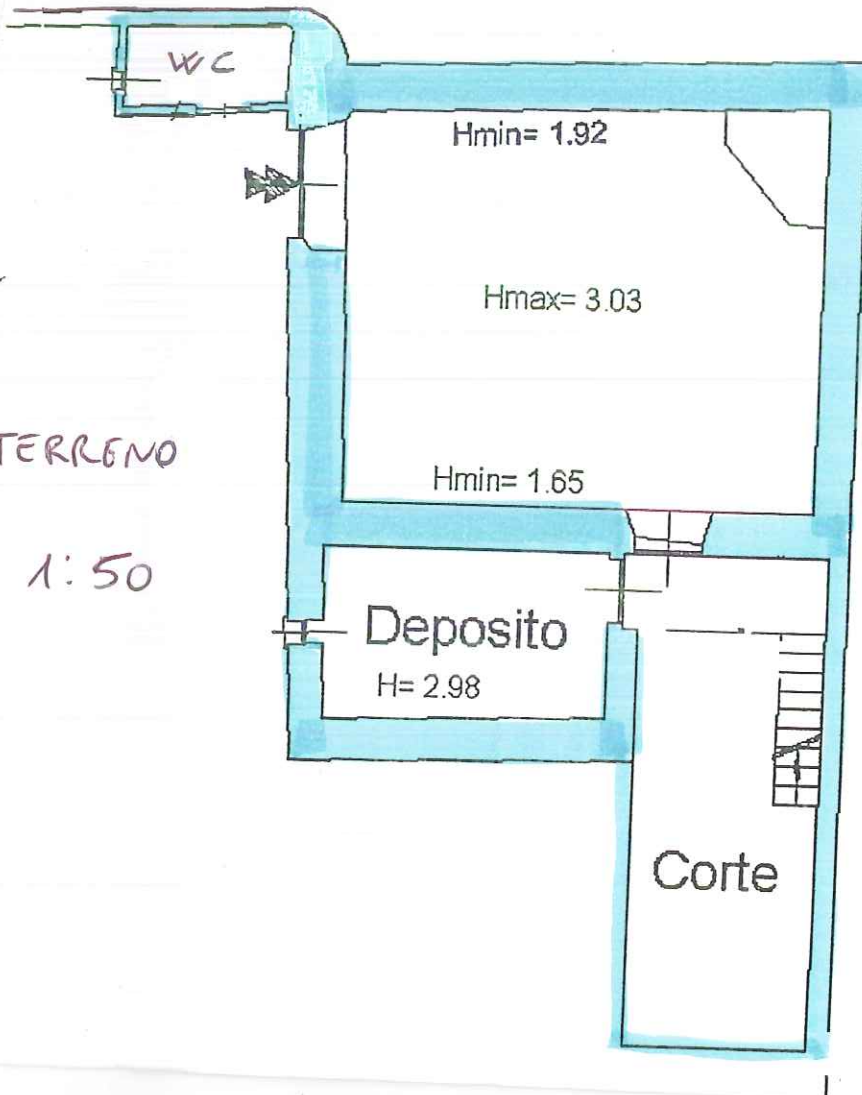 WC
Hmin= 1.92
Hmax= 3.03
TERRENO
Hmin= 1.65
1:50
Deposito
H= 2.98
Corte